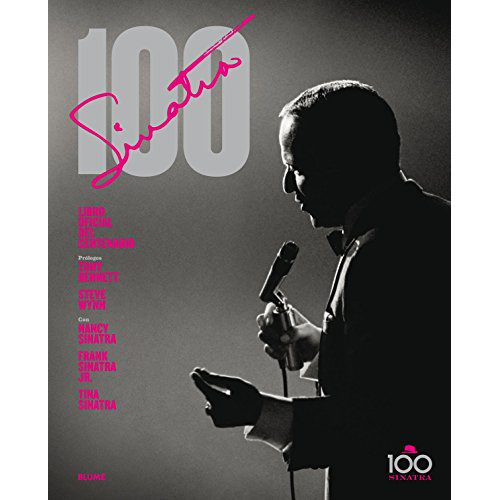 100
Sinatra
LIBRO
OFICIAL
DEL
CENTENARIO
Prólogos
TONY
BENNETT
STEVE
WYNN
Con
NANCY
SINATRA
FRANK
SINATRA
JR.
TINA
SINATRA
BLUME
100
SINATRA